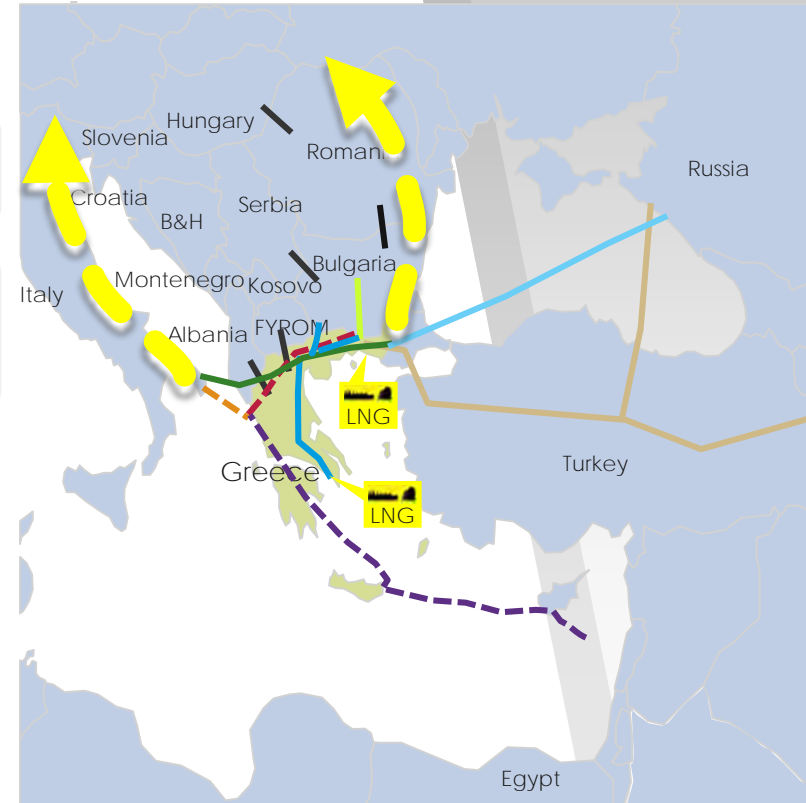 Slovenia
Hungary
Romani
Russia
Croatia
B&H
Serbia
Bulgaria
Italy
Montenegro
Kosovo
Albania
FYROM
LNG
Greece
Turkey
LNG
Egypt